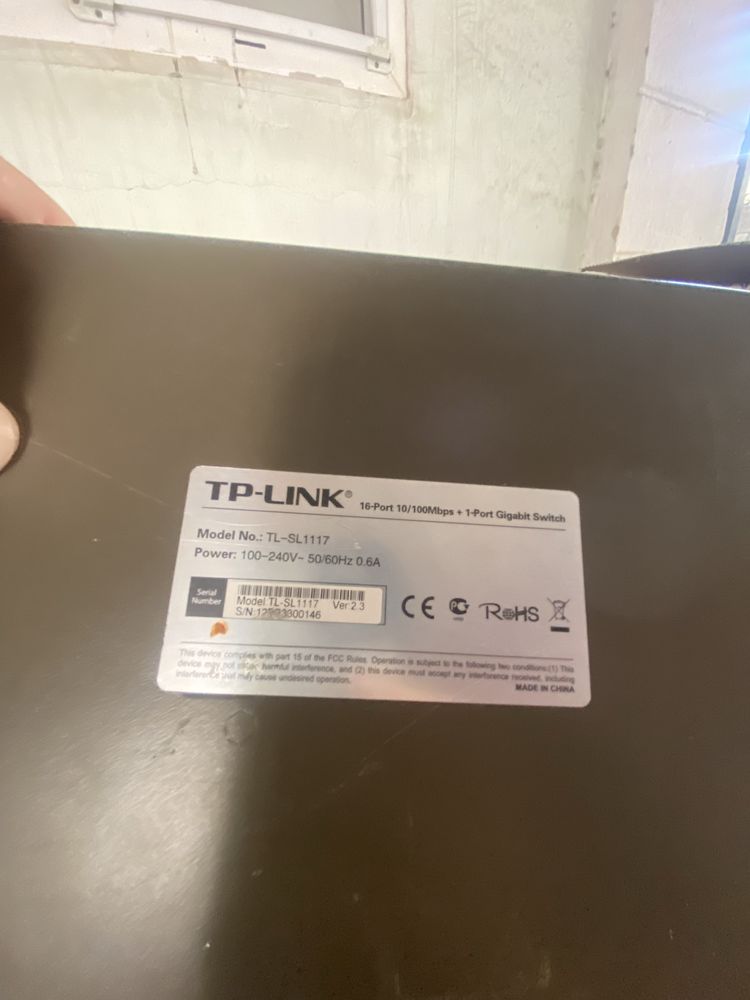 TP-LINK® 16-Port 10/100Mbps + 1-Port Gigabit Switch
Model No.: TL-SL1117
Power: 100-240V~ 50/60Hz 0.6A
Serial
Number
Model:TL-SL1117 Ver:2.3
S/N:
CE PG RoHS
This device complies with part 15 of the FCC Rules. Operation is subject to the following two conditions:(1) This
device may not cause harmful interference, and (2) this device must accept any interference received, including
interference that may cause undesired operation.
MADE IN CHINA